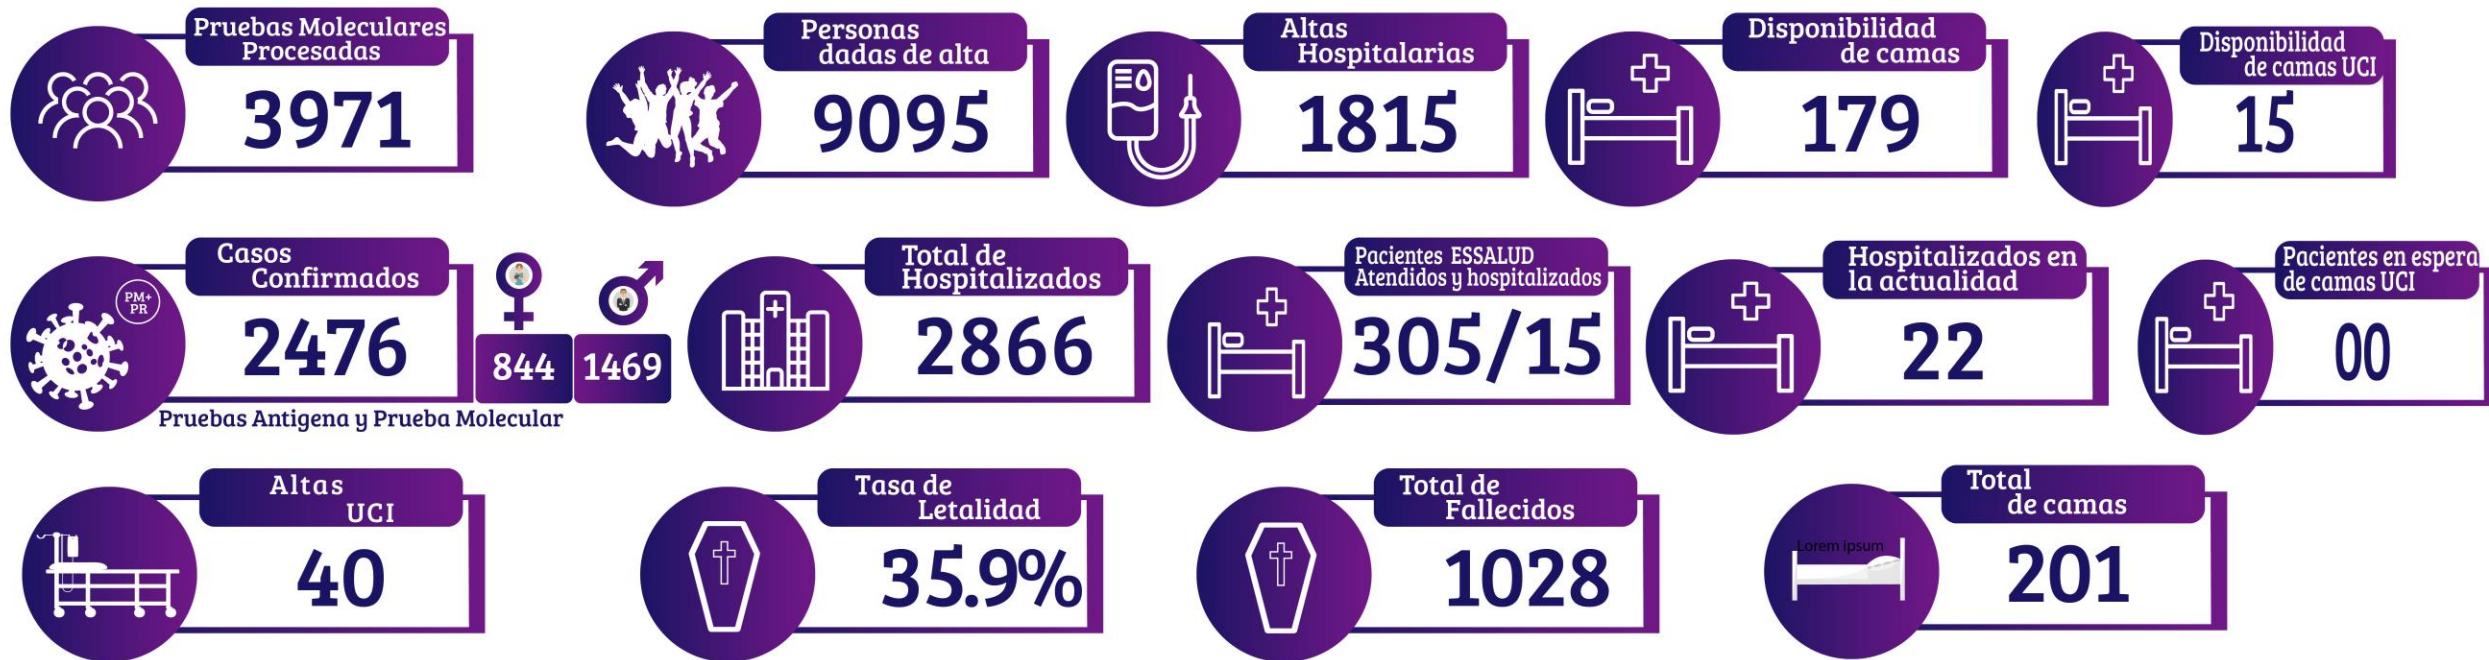 Pruebas Moleculares
Procesadas
3971
Personas
dadas de alta
9095
Altas
Hospitalarias
1815
Disponibilidad
de camas
179
Disponibilidad
de camas UCI
15
Casos
Confirmados
PM+
PR
2476
844
1469
Pruebas Antigena y Prueba Molecular
Total de
Hospitalizados
2866
Pacientes ESSALUD
Atendidos y hospitalizados
305/15
Hospitalizados en
la actualidad
22
Pacientes en espera
de camas UCI
00
Altas
UCI
40
Tasa de
Letalidad
35.9%
Total de
Fallecidos
1028
Lorem ipsum
Total
de camas
201